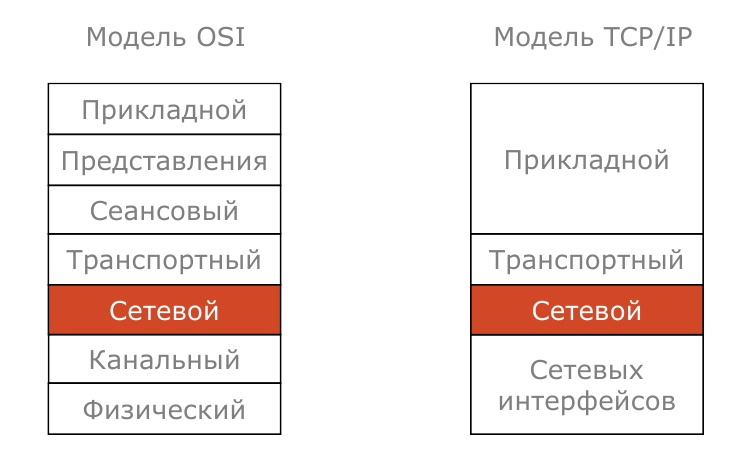 Модель OSI
Прикладной
Представления
Сеансовый
Транспортный
Сетевой
Канальный
Физический
Модель TCP/IP
Прикладной
Транспортный
Сетевой
Сетевых
интерфейсов